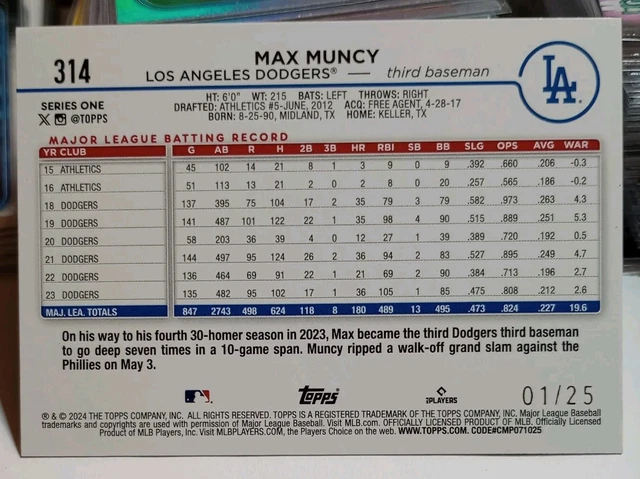 314
MAX MUNCY
LOS ANGELES DODGERS® — third baseman
LA
SERIES ONE
@TOPPS
HT: 6'0" WT: 215 BATS: LEFT THROWS: RIGHT
DRAFTED: ATHLETICS #5-JUNE, 2012 ACQ: FREE AGENT, 4-28-17
BORN: 8-25-90, MIDLAND, TX HOME: KELLER, TX
MAJOR LEAGUE BATTING RECORD
YR CLUB G AB R H 2B 3B HR RBI SB BB SLG OPS AVG WAR
15 ATHLETICS 45 102 14 21 8 1 3 9 0 9 .392 .660 .206 -0.3
16 ATHLETICS 51 113 13 21 2 0 2 8 0 20 .257 .565 .186 -0.2
18 DODGERS 137 395 75 104 17 2 35 79 3 79 .582 .973 .263 4.3
19 DODGERS 141 487 101 122 22 1 35 98 4 90 .515 .889 .251 5.3
20 DODGERS 58 203 36 39 4 0 12 27 1 39 .389 .720 .192 0.5
21 DODGERS 144 497 95 124 26 2 36 94 2 83 .527 .895 .249 4.7
22 DODGERS 136 464 69 91 22 1 21 69 2 90 .384 .713 .196 2.7
23 DODGERS 135 482 95 102 17 1 36 105 1 85 .475 .808 .212 2.6
MAJ. LEA. TOTALS 847 2743 498 624 118 8 180 489 13 495 .473 .824 .227 19.6
On his way to his fourth 30-homer season in 2023, Max became the third Dodgers third baseman
to go deep seven times in a 10-game span. Muncy ripped a walk-off grand slam against the
Phillies on May 3.
Topps
PLAYERS
01/25
® & © 2024 THE TOPPS COMPANY, INC. ALL RIGHTS RESERVED. TOPPS IS A REGISTERED TRADEMARK OF THE TOPPS COMPANY, INC. Major League Baseball
trademarks and copyrights are used with permission of Major League Baseball. Visit MLB.com. OFFICIALLY LICENSED PRODUCT OF MLB. Officially Licensed
Product of MLB Players, Inc. Visit MLBPLAYERS.com, the Players Choice on the web. WWW.TOPPS.COM. CODE#CMP071025